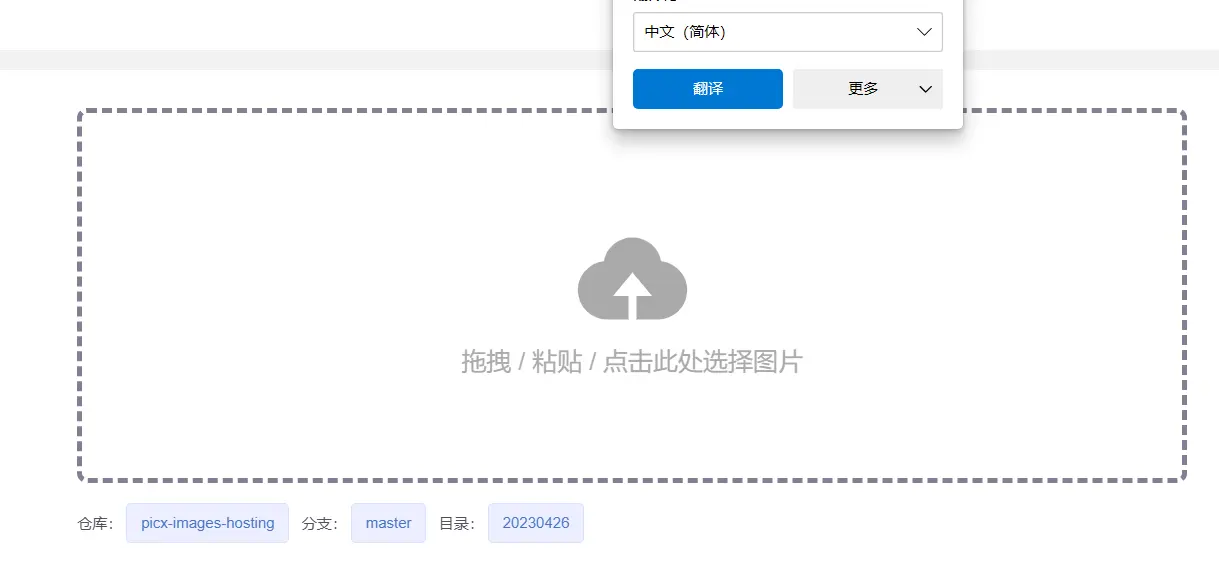 中文（简体）
翻译 更多
拖拽 / 粘贴 / 点击此处选择图片
仓库： picx-images-hosting 分支： master 目录： 20230426